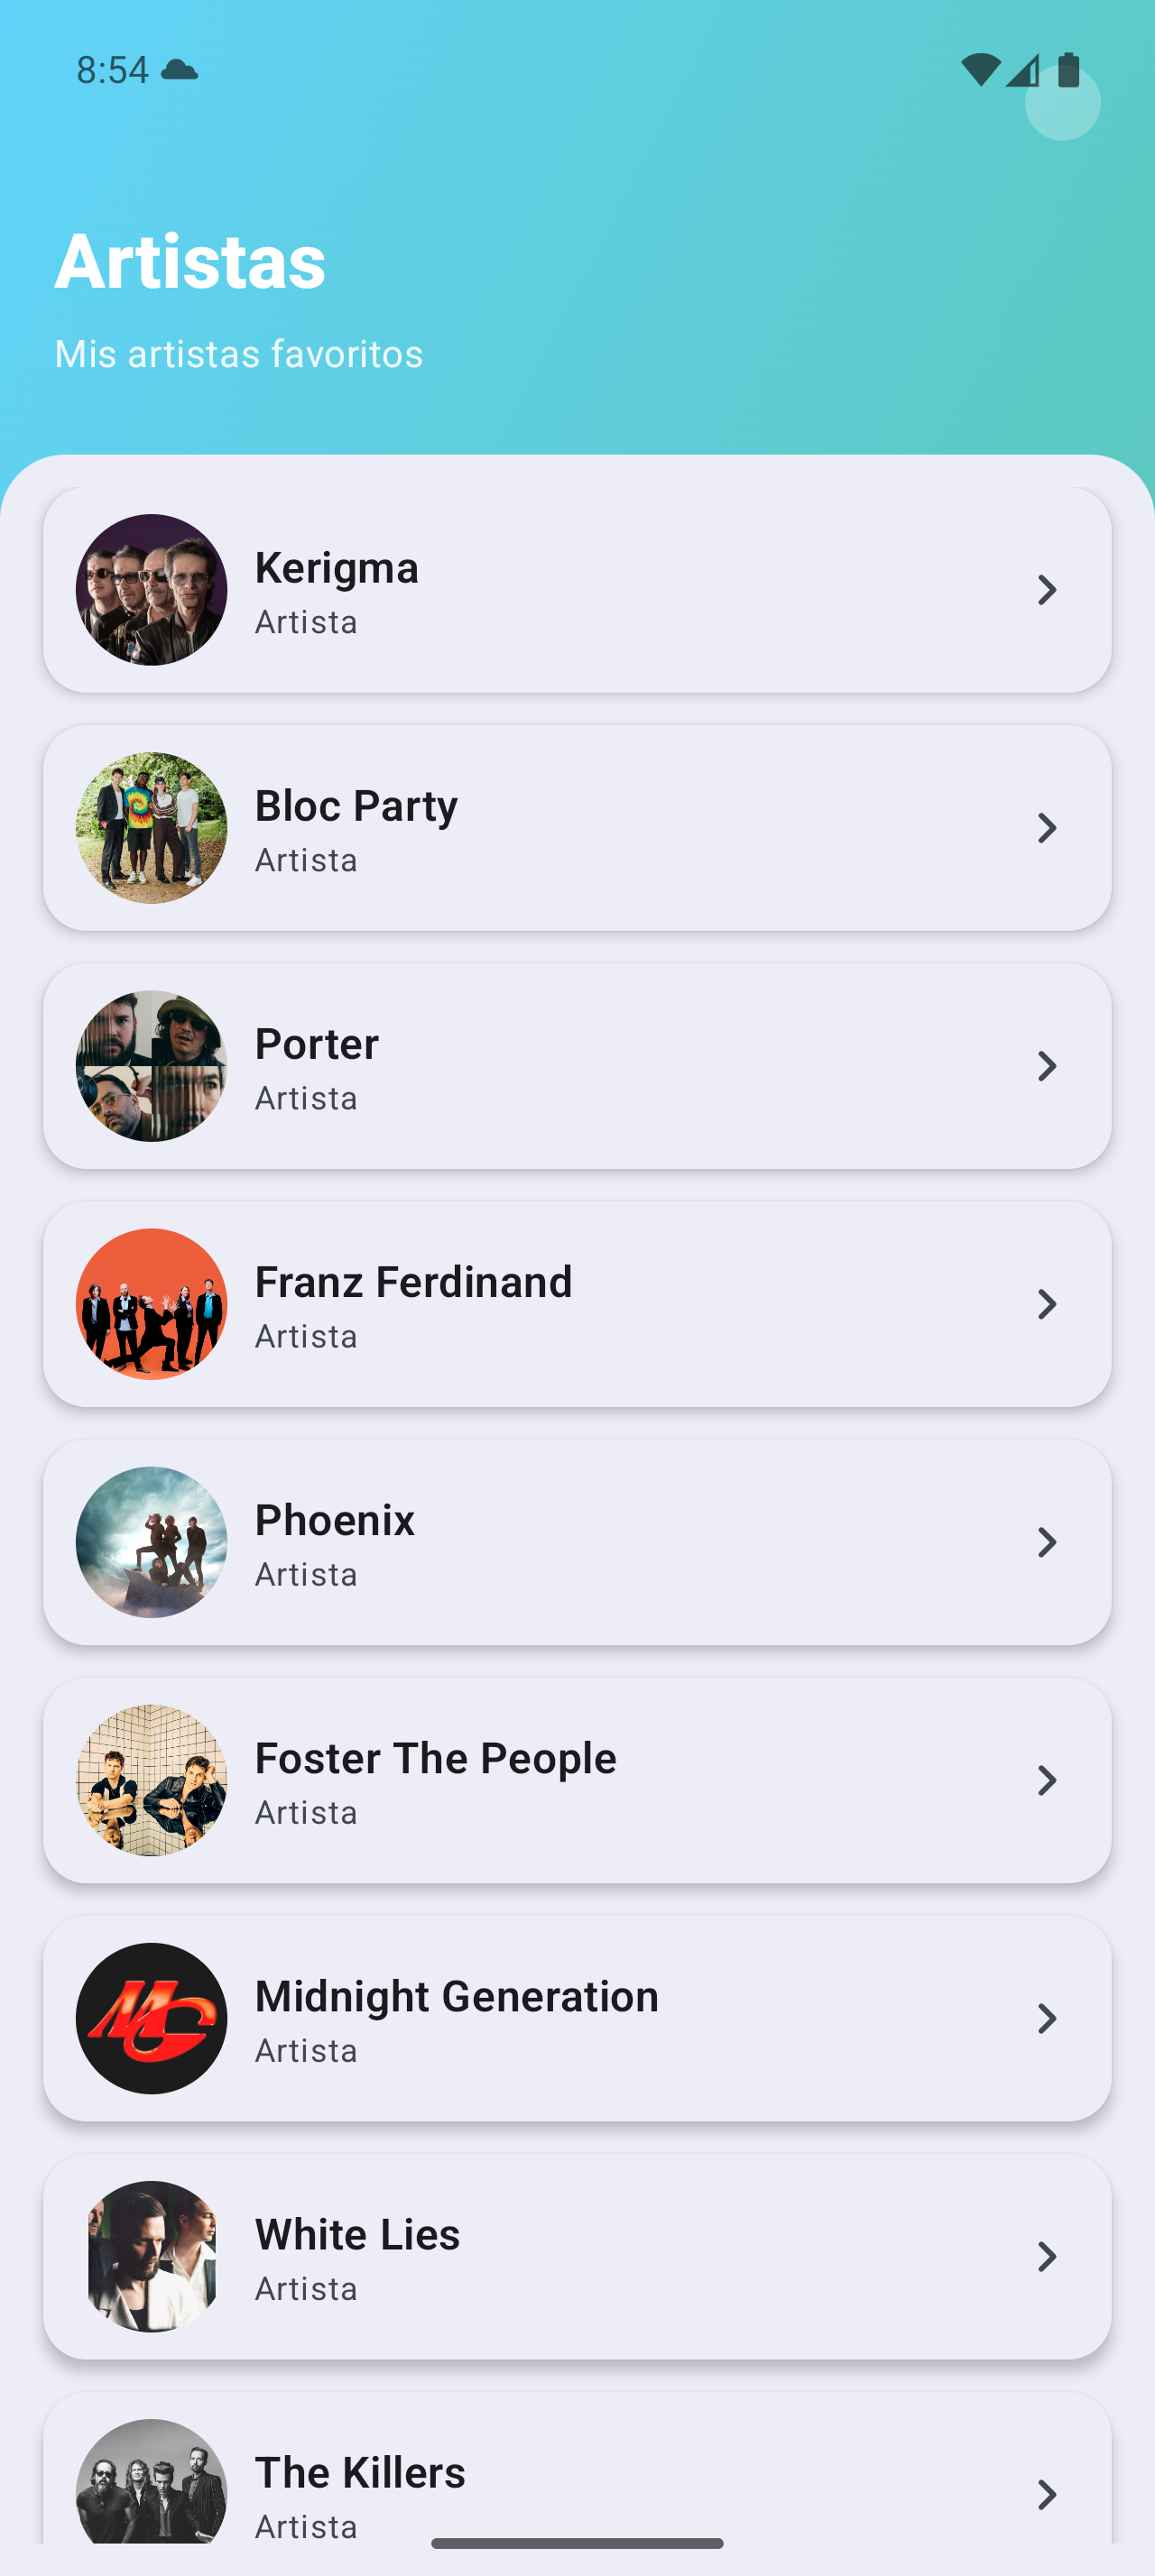 8:54
Artistas
Mis artistas favoritos
Kerigma
Artista
Bloc Party
Artista
Porter
Artista
Franz Ferdinand
Artista
Phoenix
Artista
Foster The People
Artista
MG
Midnight Generation
Artista
White Lies
Artista
The Killers
Artista